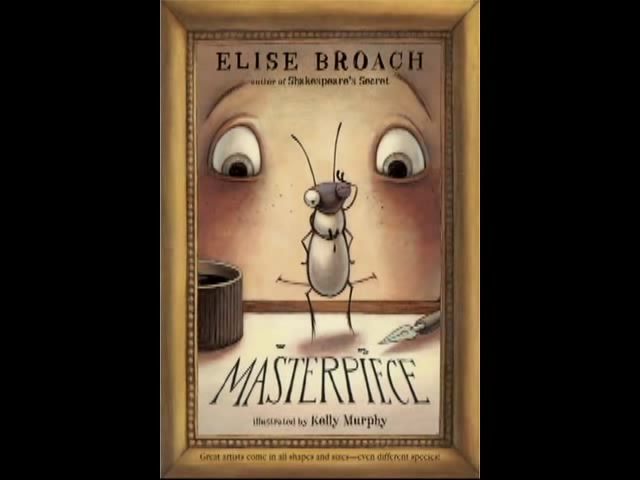 ELISE BROACH
author of Shakespeare's Secret
MASTERPIECE
illustrated by Kelly Murphy
Great artists come in all shapes and sizes—even different species!